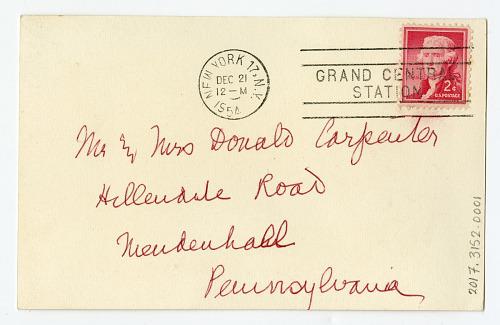 NEW YORK 17, N.Y.
DEC 21
12-M
1954
GRAND CENTRAL
STATION
2¢
U.S. POSTAGE
Mr & Mrs Donald Carpenter
Hillendale Road
Mendenhall
Pennsylvania
2017.3152.0001